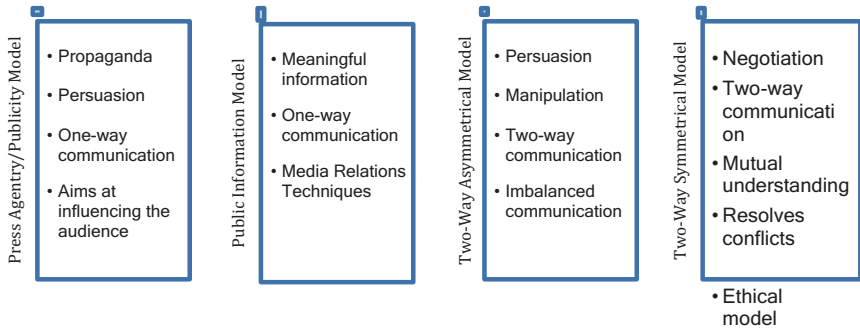 Press Agentry/Publicity Model
• Propaganda
• Persuasion
• One-way
communication
• Aims at
influencing the
audience
Public Information Model
• Meaningful
information
• One-way
communication
• Media Relations
Techniques
Two-Way Asymmetrical Model
• Persuasion
• Manipulation
• Two-way
communication
• Imbalanced
communication
Two-Way Symmetrical Model
• Negotiation
• Two-way
communicati
on
• Mutual
understanding
• Resolves
conflicts
• Ethical
model